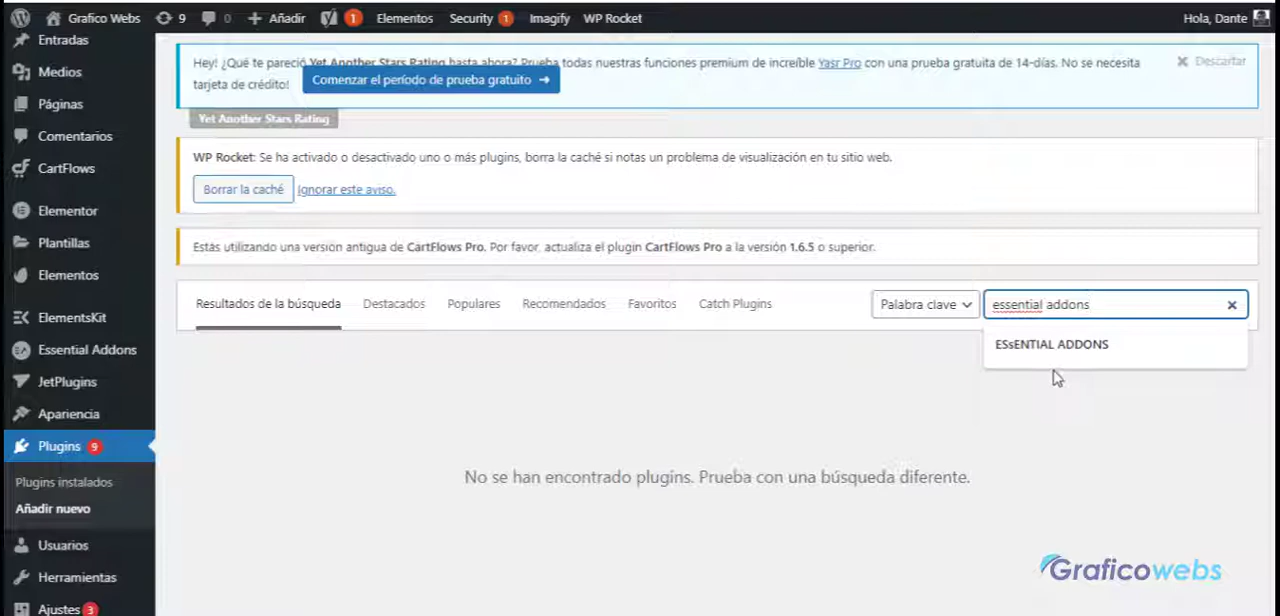 Grafico Webs 9 0 Añadir 1 Elementos Security 1 Imagify WP Rocket Hola, Dante
Entradas
Medios
Páginas
Comentarios
CartFlows
Elementor
Plantillas
Elementos
ElementsKit
Essential Addons
JetPlugins
Apariencia
Plugins 9
Plugins instalados
Añadir nuevo
Usuarios
Herramientas
Ajustes 3
Hey! ¿Qué te pareció Yet Another Stars Rating hasta ahora? Prueba todas nuestras funciones premium de increíble Yasr Pro con una prueba gratuita de 14-días. No se necesita
tarjeta de crédito! Comenzar el período de prueba gratuito →
Descartar
Yet Another Stars Rating
WP Rocket: Se ha activado o desactivado uno o más plugins, borra la caché si notas un problema de visualización en tu sitio web.
Borrar la caché Ignorar este aviso.
Estás utilizando una versión antigua de CartFlows Pro. Por favor, actualiza el plugin CartFlows Pro a la versión 1.6.5 o superior.
Resultados de la búsqueda Destacados Populares Recomendados Favoritos Catch Plugins Palabra clave essential addons
ESsENTIAL ADDONS
No se han encontrado plugins. Prueba con una búsqueda diferente.
Graficowebs